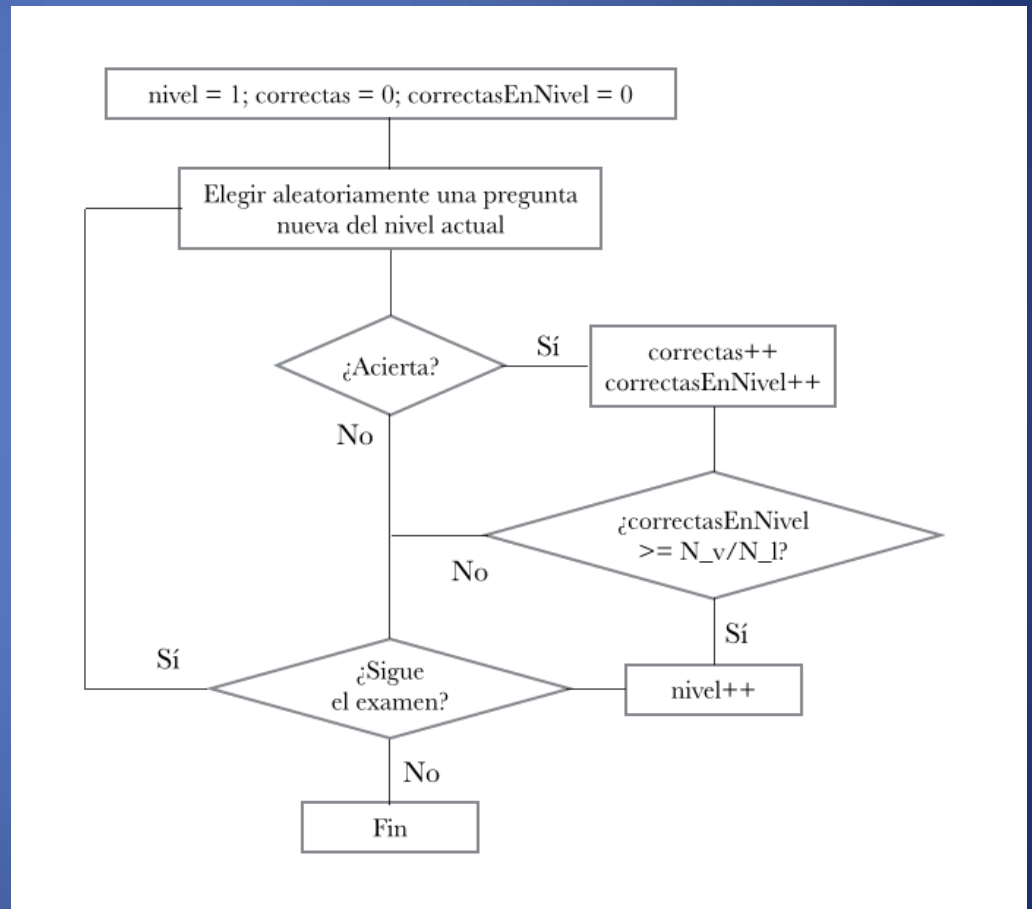 nivel = 1; correctas = 0; correctasEnNivel = 0
Elegir aleatoriamente una pregunta
nueva del nivel actual
¿Acierta?
Sí
correctas++
correctasEnNivel++
No
¿correctasEnNivel
>= N_v/N_l?
No
Sí
nivel++
Sí
¿Sigue
el examen?
No
Fin